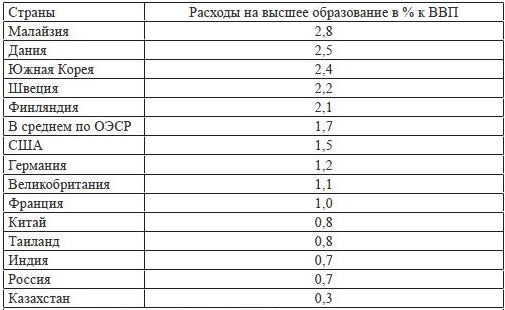 Страны Расходы на высшее образование в % к ВВП
Малайзия 2,8
Дания 2,5
Южная Корея 2,4
Швеция 2,2
Финляндия 2,1
В среднем по ОЭСР 1,7
США 1,5
Германия 1,2
Великобритания 1,1
Франция 1,0
Китай 0,8
Таиланд 0,8
Индия 0,7
Россия 0,7
Казахстан 0,3